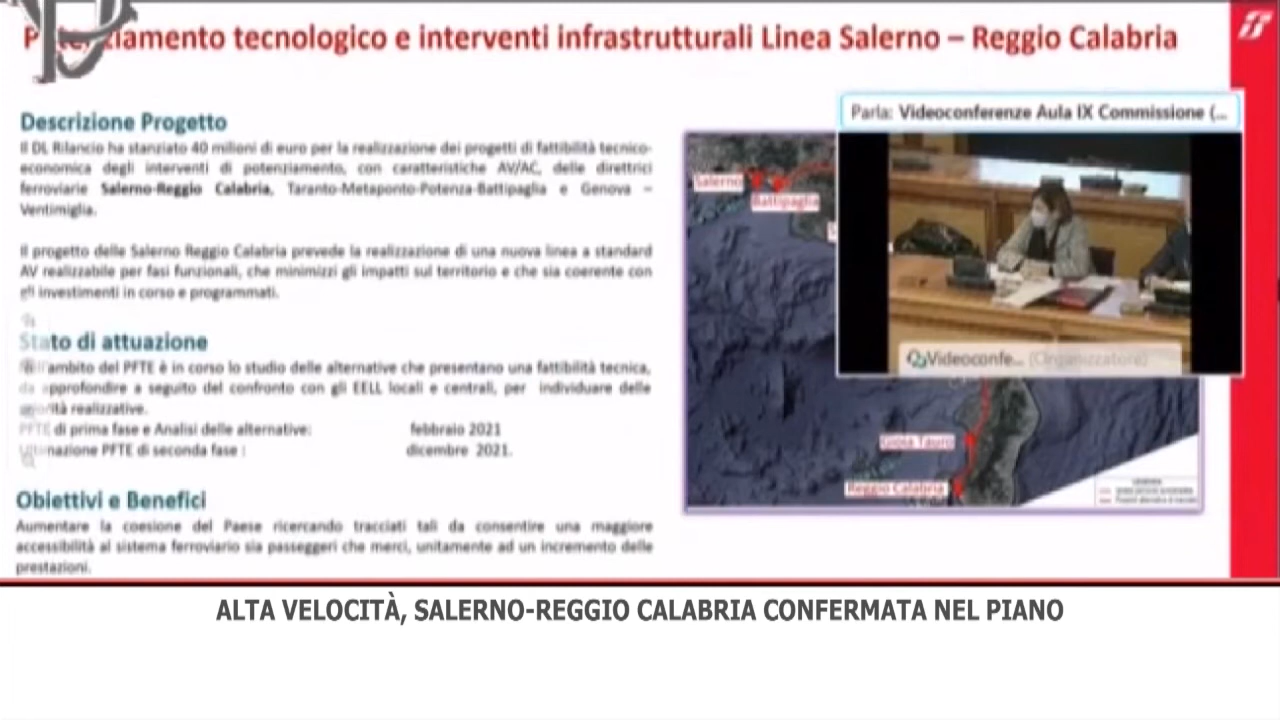 Potenziamento tecnologico e interventi infrastrutturali Linea Salerno – Reggio Calabria
Descrizione Progetto
Il DL Rilancio ha stanziato 40 milioni di euro per la realizzazione dei progetti di fattibilità tecnico-
economica degli interventi di potenziamento, con caratteristiche AV/AC, delle direttrici
ferroviarie Salerno-Reggio Calabria, Taranto-Metaponto-Potenza-Battipaglia e Genova –
Ventimiglia.
Il progetto delle Salerno Reggio Calabria prevede la realizzazione di una nuova linea a standard
AV realizzabile per fasi funzionali, che minimizzi gli impatti sul territorio e che sia coerente con
gli investimenti in corso e programmati.
Stato di attuazione
ambito del PFTE è in corso lo studio delle alternative che presentano una fattibilità tecnica,
da approfondire a seguito del confronto con gli EELL locali e centrali, per individuare delle
realizzative.
PFTE di prima fase e Analisi delle alternative: febbraio 2021
Ultimazione PFTE di seconda fase : dicembre 2021.
Obiettivi e Benefici
Aumentare la coesione del Paese ricercando tracciati tali da consentire una maggiore
accessibilità al sistema ferroviario sia passeggeri che merci, unitamente ad un incremento delle
prestazioni.
Parla: Videoconferenze Aula IX Commissione (...
Salerno
Battipaglia
Videoconfe... (Organizzatore)
Gioia Tauro
Reggio Calabria
ALTA VELOCITÀ, SALERNO-REGGIO CALABRIA CONFERMATA NEL PIANO